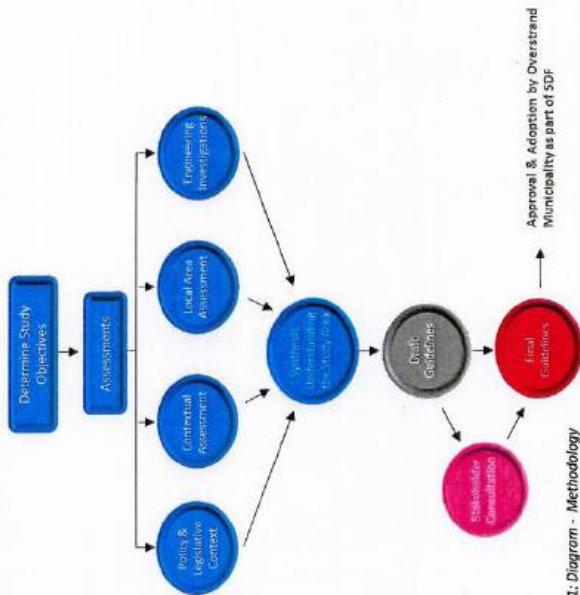 Determine Study
Objectives
Assessments
Policy &
Legislative
Context
Contextual
Assessment
Local Area
Assessment
Engineering
Investigations
Synthesis
Understanding
the Study Area
Draft
Guidelines
Stakeholder
Consultation
Final
Guidelines
Approval & Adoption by Overstrand
Municipality as part of SDF
1: Diagram - Methodology